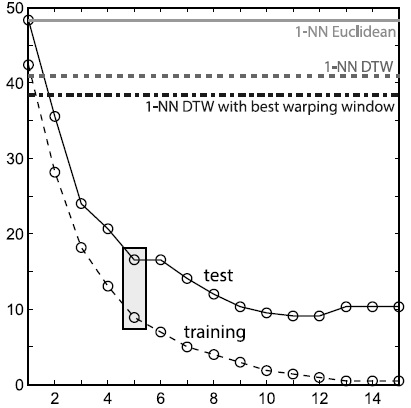 50
1-NN Euclidean
1-NN DTW
40
1-NN DTW with best warping window
30
20
test
10
training
0
2 4 6 8 10 12 14